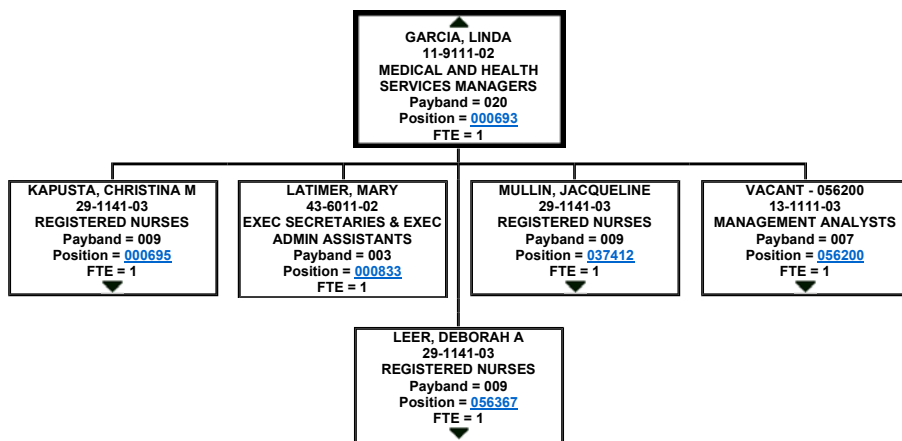 GARCIA, LINDA
11-9111-02
MEDICAL AND HEALTH
SERVICES MANAGERS
Payband = 020
Position = 000693
FTE = 1
KAPUSTA, CHRISTINA M
29-1141-03
REGISTERED NURSES
Payband = 009
Position = 000695
FTE = 1
LATIMER, MARY
43-6011-02
EXEC SECRETARIES & EXEC
ADMIN ASSISTANTS
Payband = 003
Position = 000833
FTE = 1
MULLIN, JACQUELINE
29-1141-03
REGISTERED NURSES
Payband = 009
Position = 037412
FTE = 1
VACANT - 056200
13-1111-03
MANAGEMENT ANALYSTS
Payband = 007
Position = 056200
FTE = 1
LEER, DEBORAH A
29-1141-03
REGISTERED NURSES
Payband = 009
Position = 056367
FTE = 1